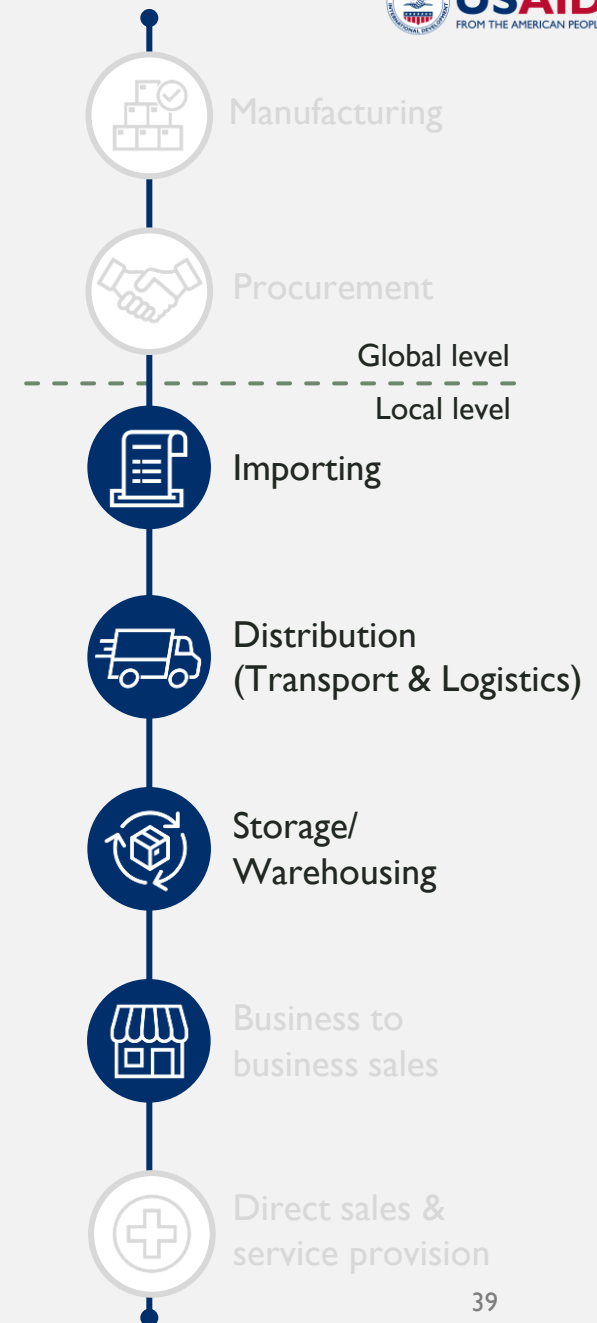 USAID
FROM THE AMERICAN PEOPL
Manufacturing
Procurement
Global level
Local level
Importing
Distribution
(Transport & Logistics)
Storage/
Warehousing
Business to
business sales
Direct sales &
service provision
39